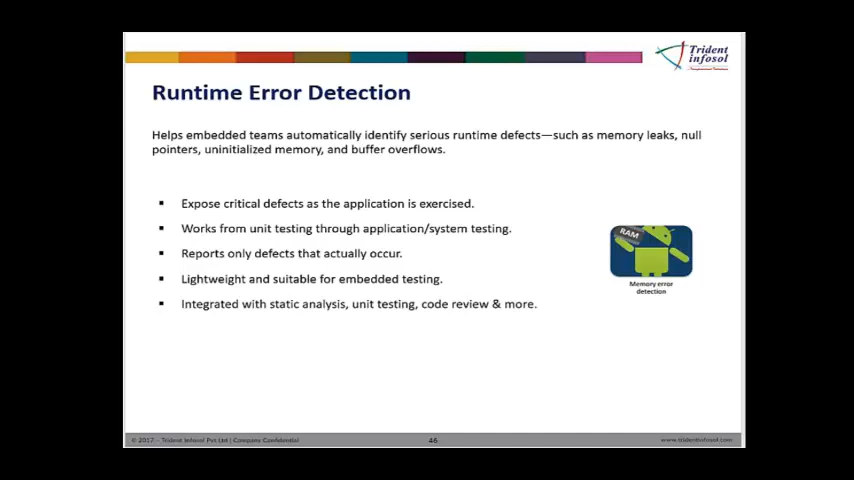 Trident
infosol
Runtime Error Detection
Helps embedded teams automatically identify serious runtime defects—such as memory leaks, null
pointers, uninitialized memory, and buffer overflows.
▪ Expose critical defects as the application is exercised.
▪ Works from unit testing through application/system testing.
▪ Reports only defects that actually occur.
▪ Lightweight and suitable for embedded testing.
▪ Integrated with static analysis, unit testing, code review & more.
RAM
Memory error
detection
© 2017 – Trident Infosol Pvt Ltd | Company Confidential
46
www.tridentinfosol.com